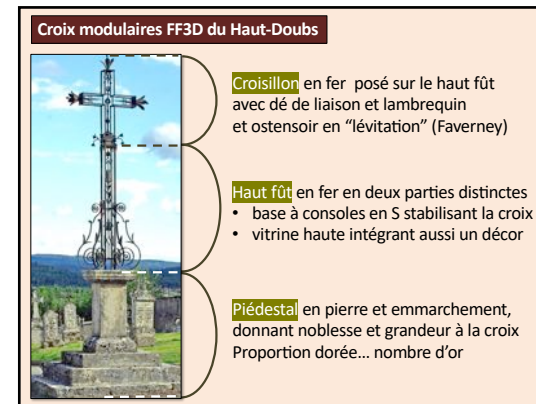 Croix modulaires FF3D du Haut-Doubs
Croisillon en fer  posé sur le haut fût
avec dé de liaison et lambrequin
et ostensoir en “lévitation” (Faverney)
Haut fût en fer en deux parties distinctes
• base à consoles en S stabilisant la croix
• vitrine haute intégrant aussi un décor
Piédestal en pierre et emmarchement,
donnant noblesse et grandeur à la croix
Proportion dorée... nombre d’or